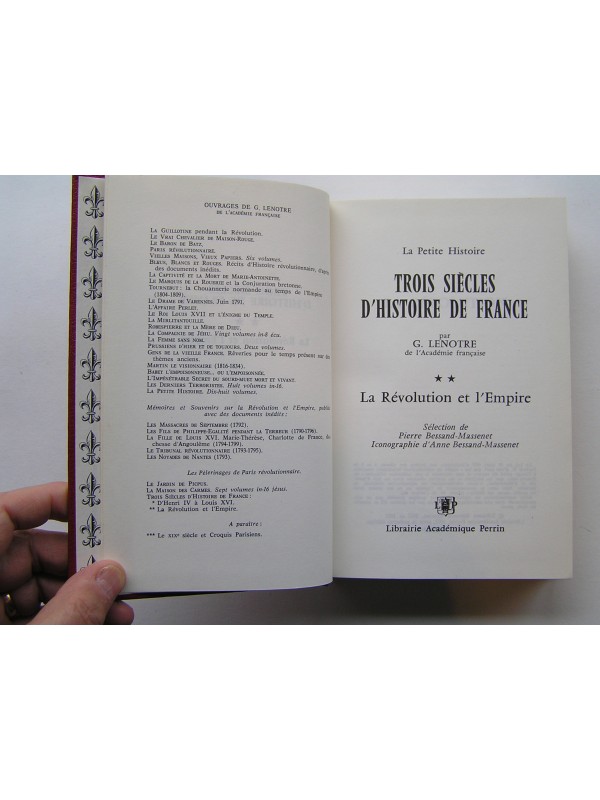 OUVRAGES DE G. LENOTRE
DE L'ACADÉMIE FRANÇAISE
LA GUILLOTINE pendant la Révolution.
LE VRAI CHEVALIER DE MAISON-ROUGE.
LE BARON DE BATZ.
PARIS RÉVOLUTIONNAIRE.
VIEILLES MAISONS, VIEUX PAPIERS. Six volumes.
BLEUS, BLANCS ET ROUGES. Récits d'Histoire révolutionnaire, d'après
des documents inédits.
LA CAPTIVITÉ ET LA MORT DE MARIE-ANTOINETTE.
LE MARQUIS DE LA ROUERIE et la Conjuration bretonne.
TOURNEBUT : la Chouannerie normande au temps de l'Empire
(1804-1809).
LE DRAME DE VARENNES. Juin 1791.
L'AFFAIRE PERLET.
LE ROI LOUIS XVII ET L'ÉNIGME DU TEMPLE.
LA MIRLITANTOUILLE.
ROBESPIERRE ET LA MÈRE DE DIEU.
LA COMPAGNIE DE JÉHU. Vingt volumes in-8 écu.
LA FEMME SANS NOM.
PRUSSIENS D'HIER ET DE TOUJOURS. Deux volumes.
GENS DE LA VIEILLE FRANCE. Rêveries pour le temps présent sur des
thèmes anciens.
MARTIN LE VISIONNAIRE (1816-1834).
BABET L'EMPOISONNEUSE... OU L'EMPOISONNÉE.
L'IMPÉNÉTRABLE SECRET DU SOURD-MUET MORT ET VIVANT.
LES DERNIERS TERRORISTES. Huit volumes in-16.
LA PETITE HISTOIRE. Dix-huit volumes.
Mémoires et Souvenirs sur la Révolution et l'Empire, publiés
avec des documents inédits :
LES MASSACRES DE SEPTEMBRE (1792).
LES FILS DE PHILIPPE-EGALITÉ PENDANT LA TERREUR (1790-1796).
LA FILLE DE LOUIS XVI, Marie-Thérèse, Charlotte de France,
cheuse d'Angoulême (1794-1799).
LE TRIBUNAL RÉVOLUTIONNAIRE (1793-1795).
LES NOYADES DE NANTES (1793).
Les Pèlerinages de Paris révolutionnaire.
LE JARDIN DE PICPUS.
LA MAISON DES CARMES. Sept volumes in-16 jésus.
TROIS SIÈCLES D'HISTOIRE DE FRANCE :
* D'Henri IV à Louis XVI.
** La Révolution et l'Empire.
A paraître :
*** Le XIXe siècle et Croquis Parisiens.
La Petite Histoire
TROIS SIÈCLES
D'HISTOIRE DE FRANCE
par
G. LENOTRE
de l'Académie française
★ ★
La Révolution et l'Empire
Sélection de
Pierre Bessand-Massenet
Iconographie d'Anne Bessand-Massenet
Librairie Académique Perrin